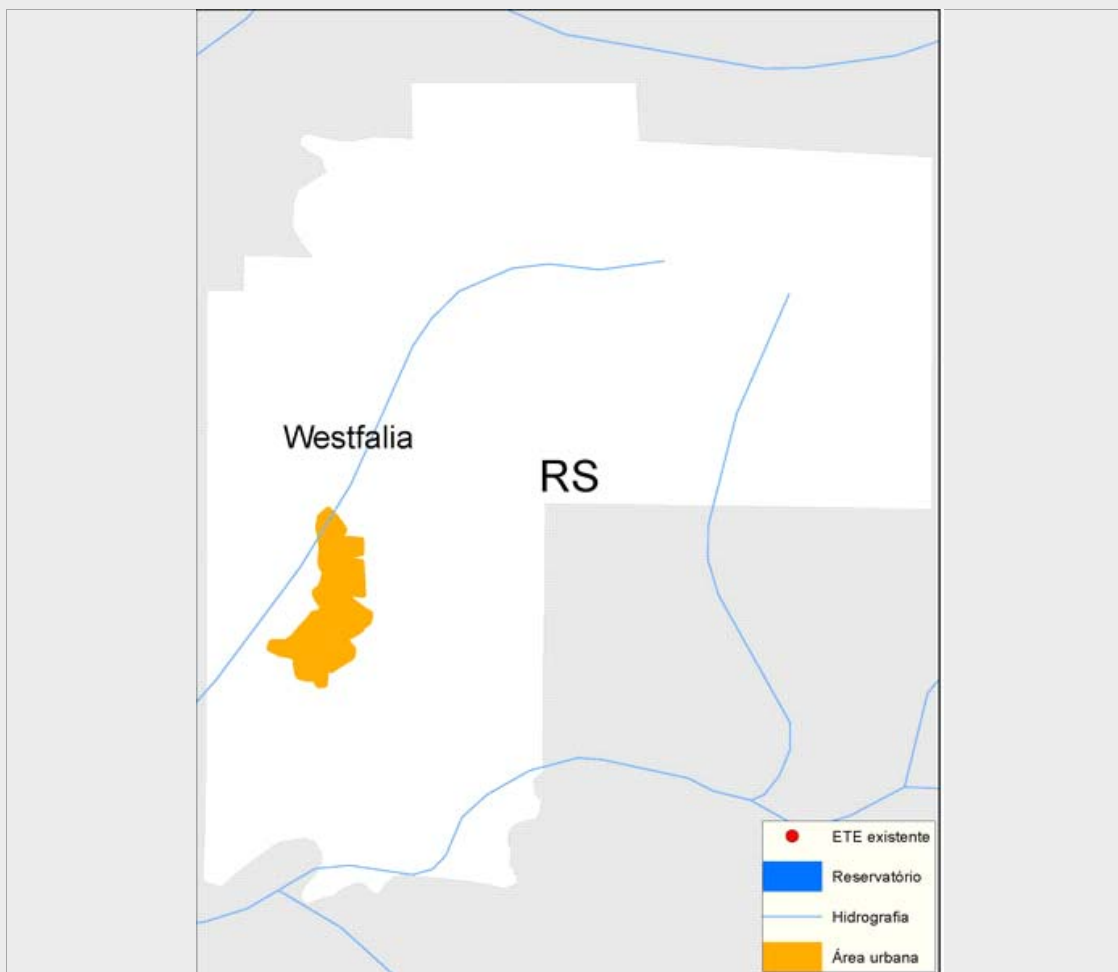 Westfalia
RS
ETE existente
Reservatório
Hidrografia
Área urbana